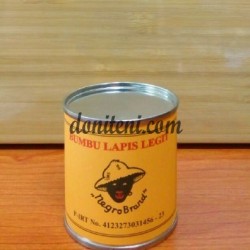 BUMBU LAPIS LEGIT
doniteni.com
„NegroBrand”
P-IRT No. 4123273031456 - 23